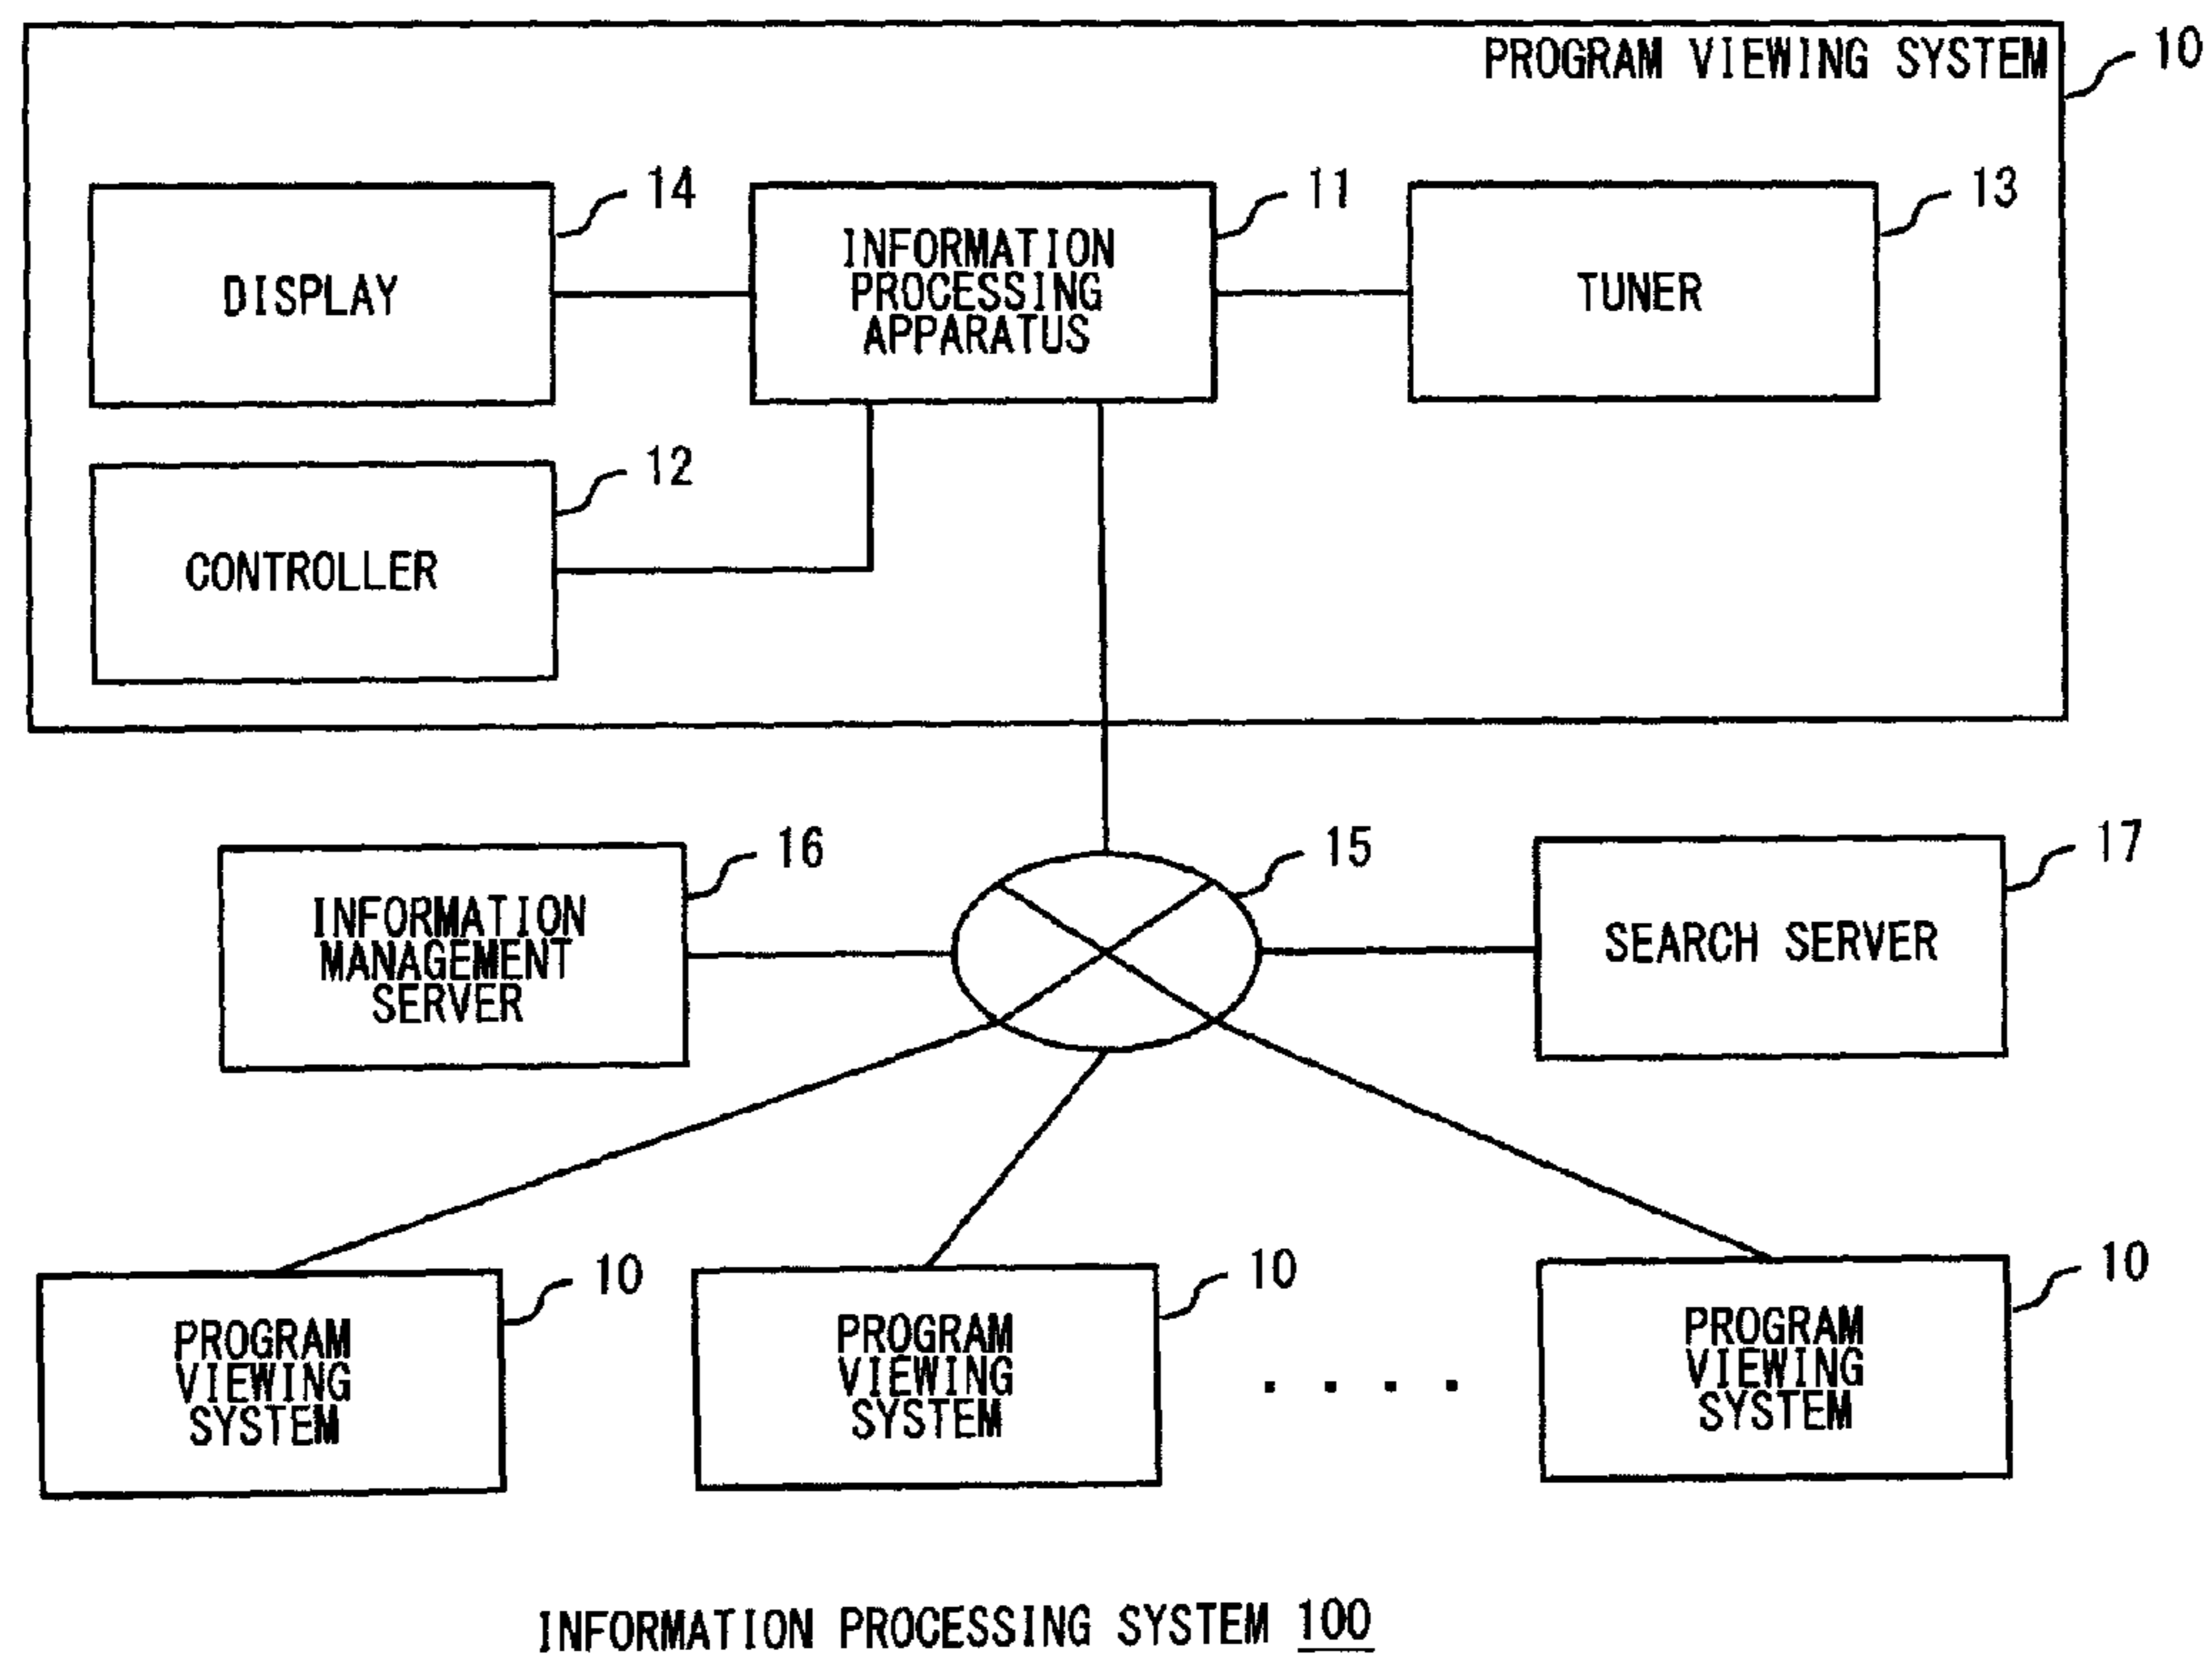 PROGRAM VIEWING SYSTEM
10
14
11
13
DISPLAY
INFORMATION
PROCESSING
APPARATUS
TUNER
12
CONTROLLER
16
15
17
INFORMATION
MANAGEMENT
SERVER
SEARCH SERVER
10
10
10
PROGRAM
VIEWING
SYSTEM
PROGRAM
VIEWING
SYSTEM
. . . .
PROGRAM
VIEWING
SYSTEM
INFORMATION PROCESSING SYSTEM 100